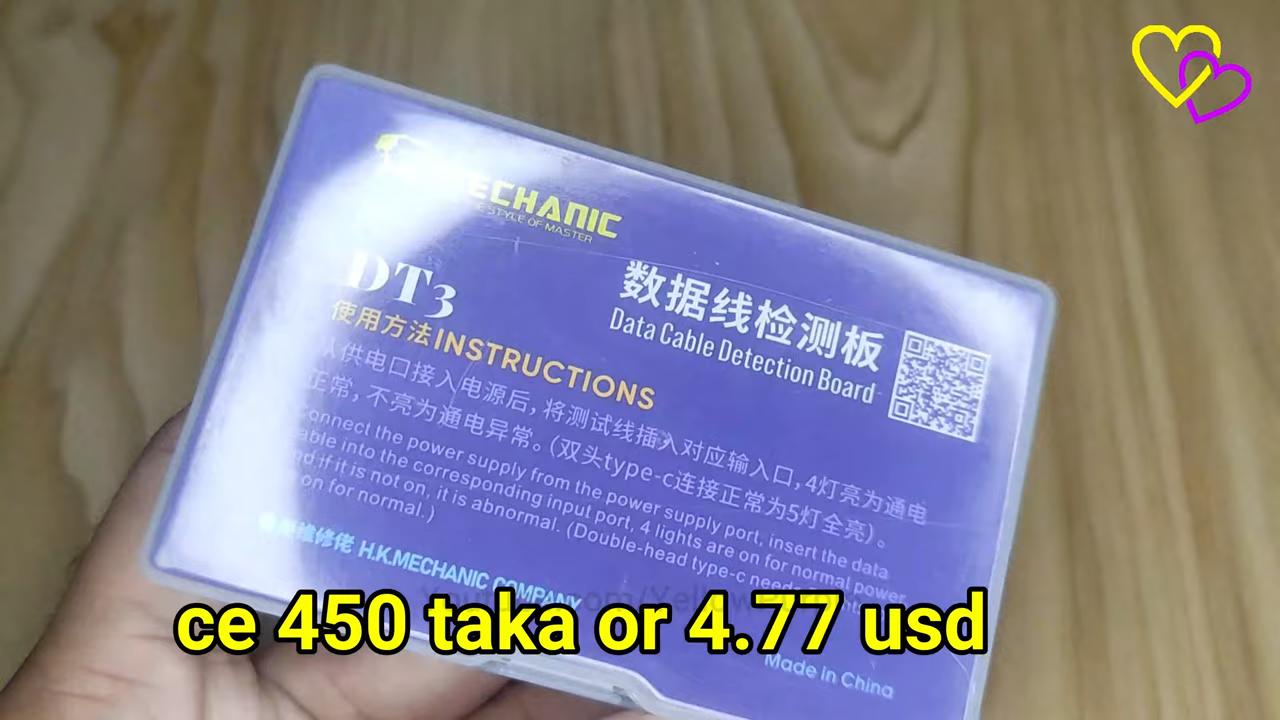 ECHANIC
STYLE OF MASTER
DT3
数据线检测板
Data Cable Detection Board
使用方法INSTRUCTIONS
供电口接入电源后，将测试线插入对应输入口，4灯亮为通电
正常，不亮为通电异常。（双头type-c连接正常为5灯全亮）。
onnect the power supply from the power supply port, insert the data
able into the corresponding input port, 4 lights are on for normal power
nd if it is not on, it is abnormal. (Double-head type-c need
on for normal.)
维修佬 H.K.MECHANIC COMPANY
ce 450 taka or 4.77 usd
Made in China